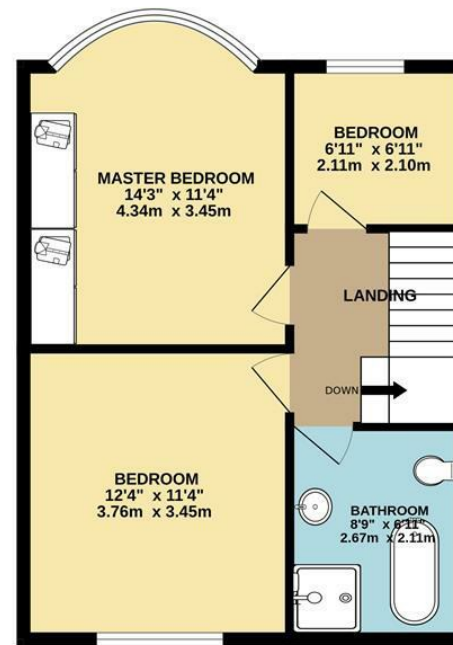 MASTER BEDROOM
14'3" x 11'4"
4.34m x 3.45m
BEDROOM
6'11" x 6'11"
2.11m x 2.10m
LANDING
DOWN
BEDROOM
12'4" x 11'4"
3.76m x 3.45m
BATHROOM
8'9" x 6'11"
2.67m x 2.11m